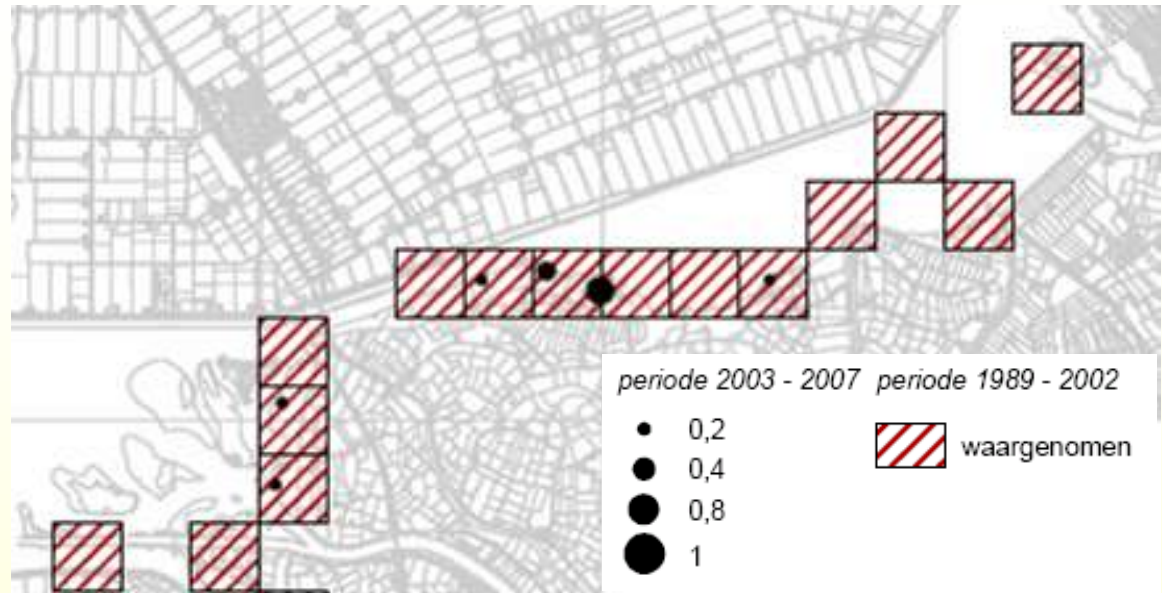 periode 2003 - 2007 periode 1989 - 2002
0,2
0,4 waargenomen
0,8
1